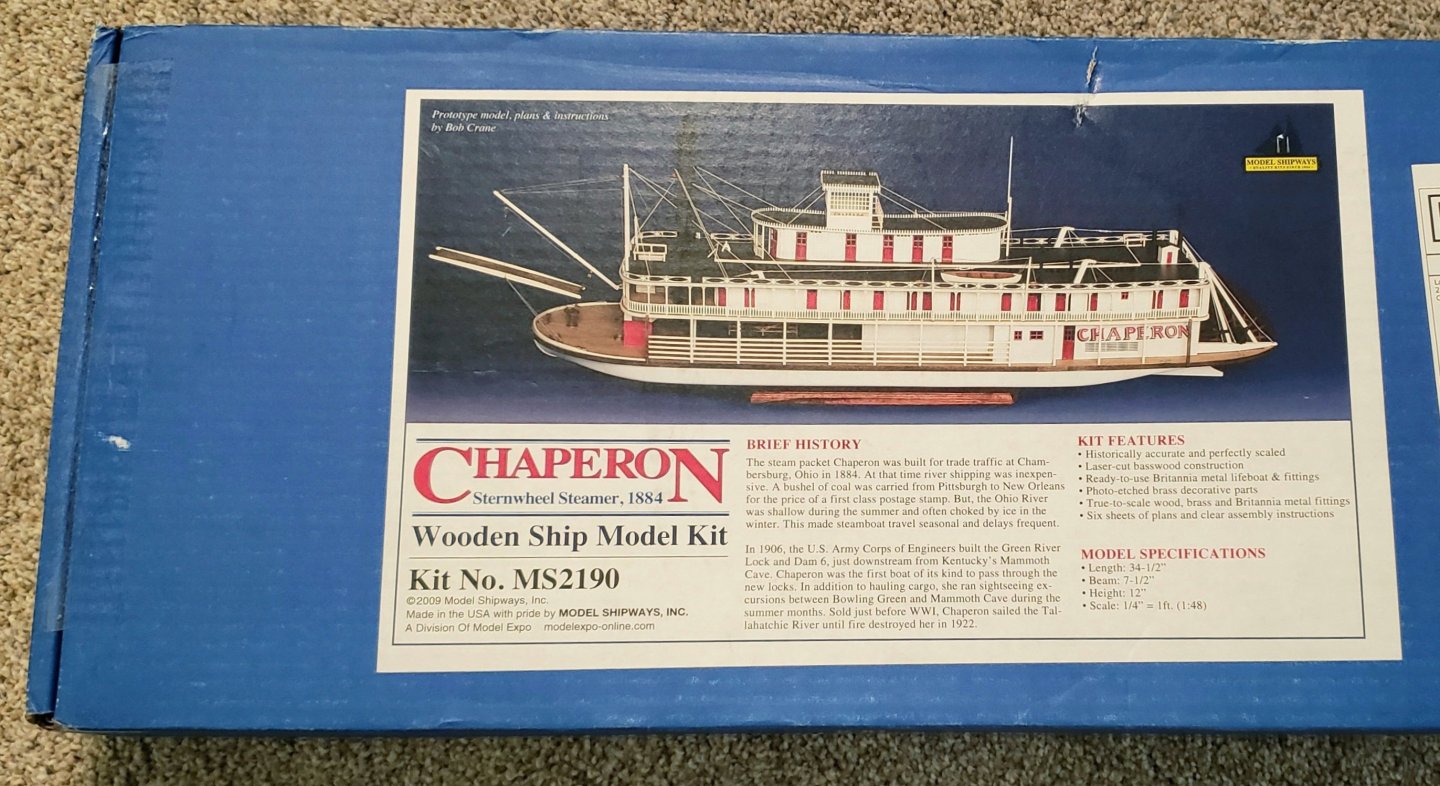 Prototype model, plans & instructions
by Bob Crane
MODEL SHIPWAYS
CHAPERON
CHAPERON
Sternwheel Steamer, 1884
Wooden Ship Model Kit
Kit No. MS2190
©2009 Model Shipways, Inc.
Made in the USA with pride by MODEL SHIPWAYS, INC.
A Division Of Model Expo modelexpo-online.com
BRIEF HISTORY
The steam packet Chaperon was built for trade traffic at Cham-
bersburg, Ohio in 1884. At that time river shipping was inexpen-
sive. A bushel of coal was carried from Pittsburgh to New Orleans
for the price of a first class postage stamp. But, the Ohio River
was shallow during the summer and often choked by ice in the
winter. This made steamboat travel seasonal and delays frequent.
In 1906, the U.S. Army Corps of Engineers built the Green River
Lock and Dam 6, just downstream from Kentucky's Mammoth
Cave. Chaperon was the first boat of its kind to pass through the
new locks. In addition to hauling cargo, she ran sightseeing ex-
cursions between Bowling Green and Mammoth Cave during the
summer months. Sold just before WWI, Chaperon sailed the Tal-
lahatchie River until fire destroyed her in 1922.
KIT FEATURES
• Historically accurate and perfectly scaled
• Laser-cut basswood construction
• Ready-to-use Britannia metal lifeboat & fittings
• Photo-etched brass decorative parts
• True-to-scale wood, brass and Britannia metal fittings
• Six sheets of plans and clear assembly instructions
MODEL SPECIFICATIONS
• Length: 34-1/2"
• Beam: 7-1/2"
• Height: 12"
• Scale: 1/4" = 1ft. (1:48)